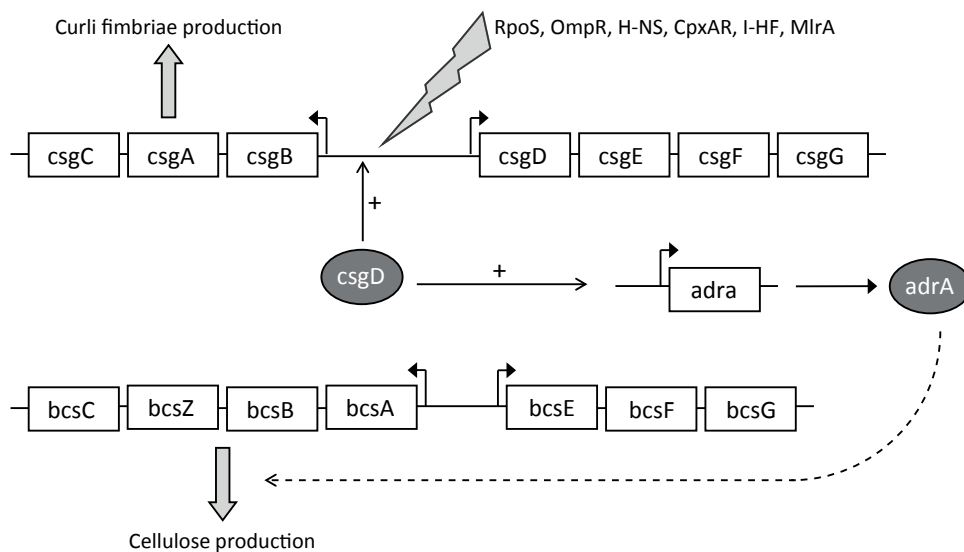 Curli fimbriae production
RpoS, OmpR, H-NS, CpxAR, I-HF, MlrA
csgC
csgA
csgB
csgD
csgE
csgF
csgG
+
csgD
+
adra
adrA
bcsC
bcsZ
bcsB
bcsA
bcsE
bcsF
bcsG
Cellulose production